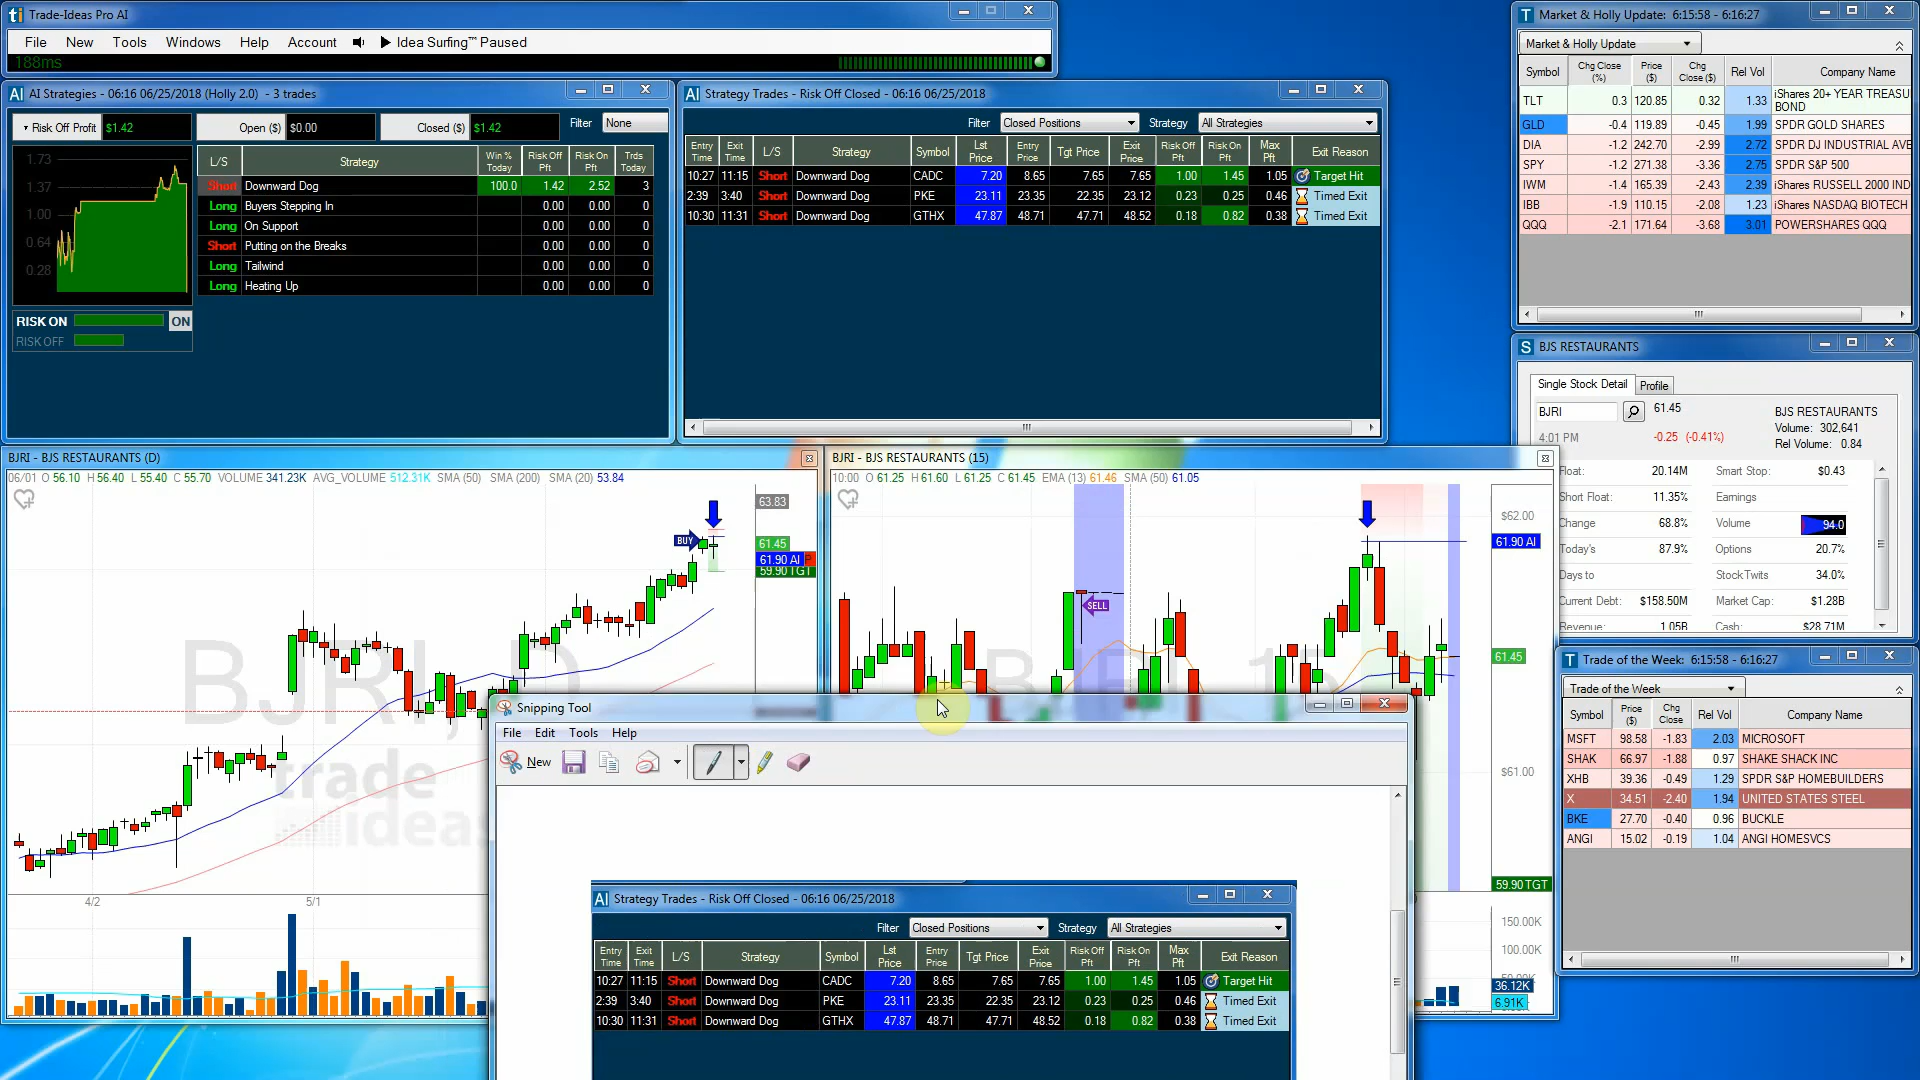 Trade-Ideas Pro AI
File New Tools Windows Help Account Idea Surfing™ Paused
188ms
AI Strategies - 06:16 06/25/2018 (Holly 2.0) - 3 trades
Risk Off Profit $1.42 Open ($) $0.00 Closed ($) $1.42 Filter None
1.73
1.37
1.00
0.64
0.28
L/S Strategy Win % Today Risk Off Pft Risk On Pft Trds Today
Short Downward Dog 100.0 1.42 2.52 3
Long Buyers Stepping In 0.00 0.00 0
Long On Support 0.00 0.00 0
Short Putting on the Breaks 0.00 0.00 0
Long Tailwind 0.00 0.00 0
Long Heating Up 0.00 0.00 0
RISK ON ON
RISK OFF
AI Strategy Trades - Risk Off Closed - 06:16 06/25/2018
Filter Closed Positions Strategy All Strategies
Entry Time Exit Time L/S Strategy Symbol Lst Price Entry Price Tgt Price Exit Price Risk Off Pft Risk On Pft Max Pft Exit Reason
10:27 11:15 Short Downward Dog CADC 7.20 8.65 7.65 7.65 1.00 1.45 1.05 Target Hit
2:39 3:40 Short Downward Dog PKE 23.11 23.35 22.35 23.12 0.23 0.25 0.46 Timed Exit
10:30 11:31 Short Downward Dog GTHX 47.87 48.71 47.71 48.52 0.18 0.82 0.38 Timed Exit
Market & Holly Update: 6:15:58 - 6:16:27
Market & Holly Update
Symbol Chg Close (%) Price ($) Chg Close ($) Rel Vol Company Name
TLT 0.3 120.85 0.32 1.33 iShares 20+ YEAR TREASU BOND
GLD -0.4 119.89 -0.45 1.99 SPDR GOLD SHARES
DIA -1.2 242.70 -2.99 2.72 SPDR DJ INDUSTRIAL AVE
SPY -1.2 271.38 -3.36 2.75 SPDR S&P 500
IWM -1.4 165.39 -2.43 2.39 iShares RUSSELL 2000 IND
IBB -1.9 110.15 -2.08 1.23 iShares NASDAQ BIOTECH
QQQ -2.1 171.64 -3.68 3.01 POWERSHARES QQQ
BJS RESTAURANTS
Single Stock Detail Profile
BJRI 61.45 BJS RESTAURANTS
Volume: 302,641
4:01 PM -0.25 (-0.41%) Rel Volume: 0.84
Float: 20.14M Smart Stop: $0.43
Short Float: 11.35% Earnings
Change 68.8% Volume 94.0
Today's 87.9% Options 20.7%
Days to StockTwits 34.0%
Current Debt: $158.50M Market Cap: $1.28B
Revenue: 1.05B Cash: $28.71M
BJRI - BJS RESTAURANTS (D)
06/01 O 56.10 H 56.40 L 55.40 C 55.70 VOLUME 341.23K AVG_VOLUME 512.31K SMA (50) SMA (200) SMA (20) 53.84
BUY
63.83
61.45
61.90 AI
59.90 TGT
BJRI, D
trade
ideas
4/2 5/1
BJRI - BJS RESTAURANTS (15)
10:00 O 61.25 H 61.60 L 61.25 C 61.45 EMA (13) 61.46 SMA (50) 61.05
SELL
$62.00
61.90 AI
61.45
$61.00
59.90 TGT
150.00K
100.00K
36.12K
6.91K
Trade of the Week: 6:15:58 - 6:16:27
Trade of the Week
Symbol Price ($) Chg Close Rel Vol Company Name
MSFT 98.58 -1.83 2.03 MICROSOFT
SHAK 66.97 -1.88 0.97 SHAKE SHACK INC
XHB 39.36 -0.49 1.29 SPDR S&P HOMEBUILDERS
X 34.51 -2.40 1.94 UNITED STATES STEEL
BKE 27.70 -0.40 0.96 BUCKLE
ANGI 15.02 -0.19 1.04 ANGI HOMESVCS
Snipping Tool
File Edit Tools Help
New
AI Strategy Trades - Risk Off Closed - 06:16 06/25/2018
Filter Closed Positions Strategy All Strategies
Entry Time Exit Time L/S Strategy Symbol Lst Price Entry Price Tgt Price Exit Price Risk Off Pft Risk On Pft Max Pft Exit Reason
10:27 11:15 Short Downward Dog CADC 7.20 8.65 7.65 7.65 1.00 1.45 1.05 Target Hit
2:39 3:40 Short Downward Dog PKE 23.11 23.35 22.35 23.12 0.23 0.25 0.46 Timed Exit
10:30 11:31 Short Downward Dog GTHX 47.87 48.71 47.71 48.52 0.18 0.82 0.38 Timed Exit